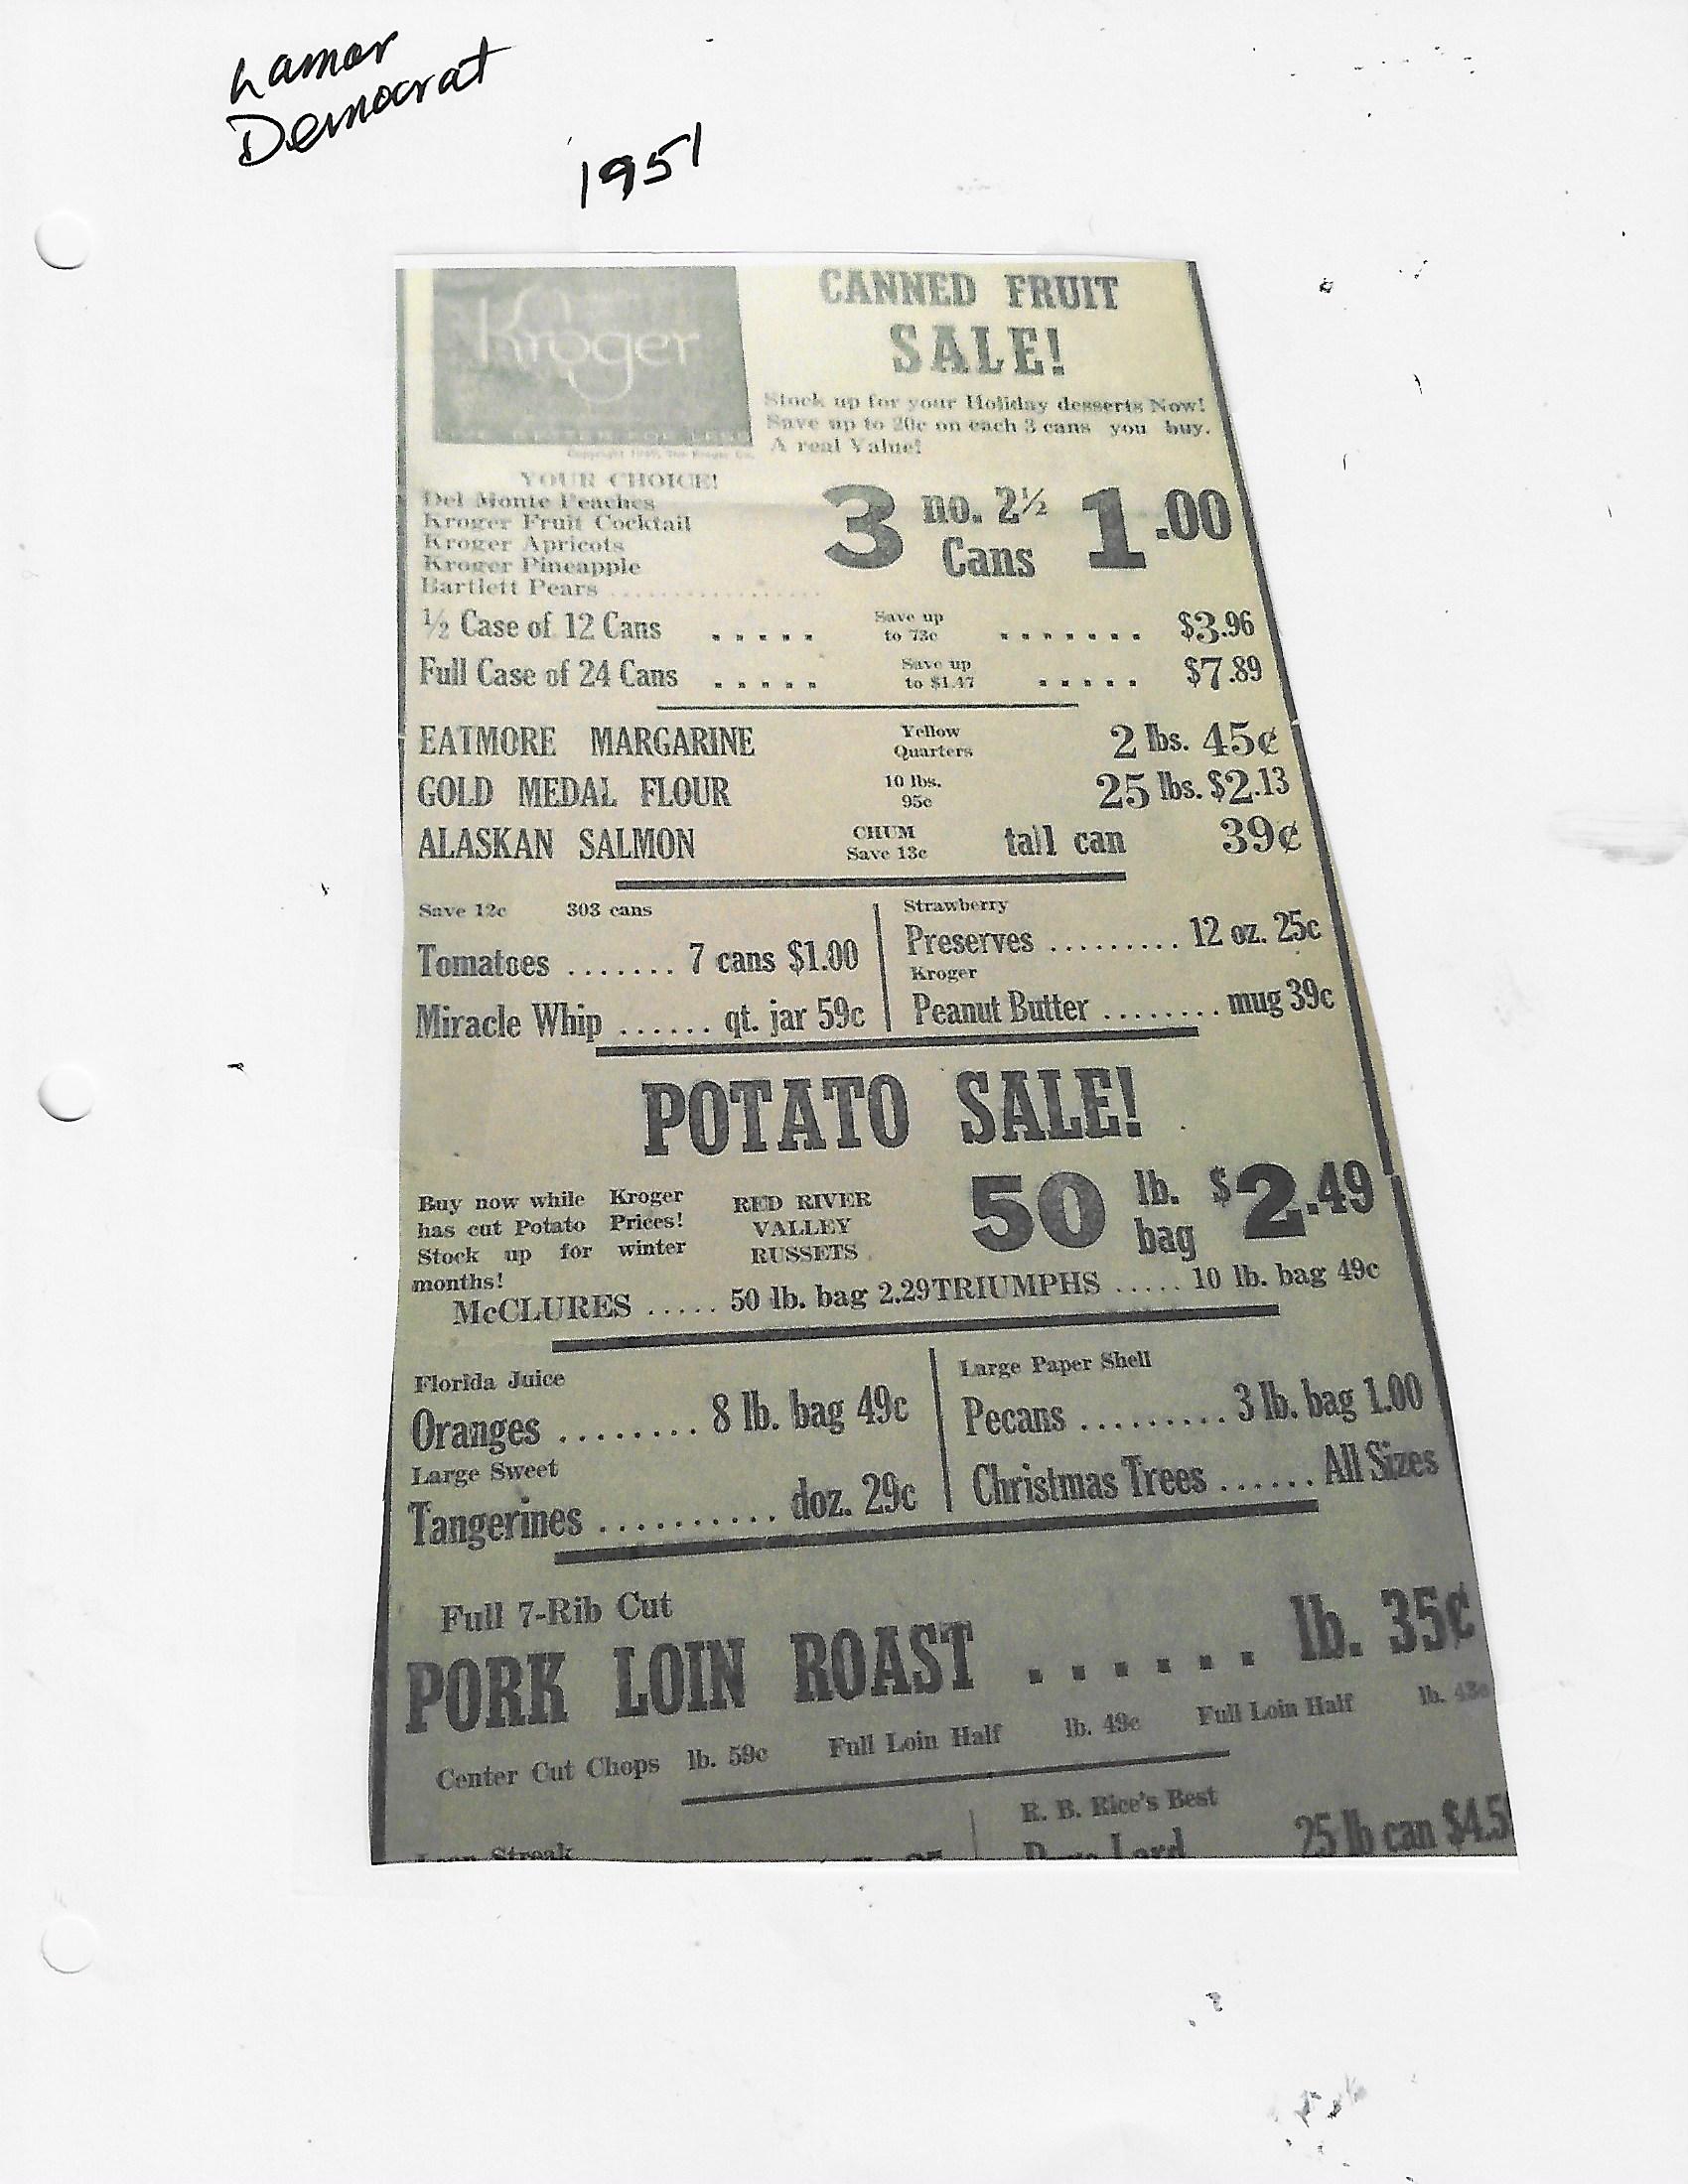 Lamar
Democrat
1951
Kroger
CANNED FRUIT
SALE!
Stock up for your Holiday desserts Now!
Save up to 20c on each 3 cans you buy.
A real Value!
YOUR CHOICE!
Del Monte Peaches
Kroger Fruit Cocktail
Kroger Apricots
Kroger Pineapple
Bartlett Pears ..................
3 no. 2½ Cans 1.00
½ Case of 12 Cans ..... Save up to 73c ....... $3.96
Full Case of 24 Cans ..... Save up to $1.47 ..... $7.89
EATMORE MARGARINE Yellow Quarters 2 lbs. 45¢
GOLD MEDAL FLOUR 10 lbs. 95c 25 lbs. $2.13
ALASKAN SALMON CHUM Save 13c tall can 39¢
Save 12c 303 cans
Tomatoes ....... 7 cans $1.00
Miracle Whip ...... qt. jar 59c
Strawberry
Preserves ......... 12 oz. 25c
Kroger
Peanut Butter ........ mug 39c
POTATO SALE!
Buy now while Kroger
has cut Potato Prices!
Stock up for winter
months!
RED RIVER
VALLEY
RUSSETS
50 lb. bag $2.49
McCLURES ..... 50 lb. bag 2.29 TRIUMPHS ..... 10 lb. bag 49c
Florida Juice
Oranges ........ 8 lb. bag 49c
Large Sweet
Tangerines .......... doz. 29c
Large Paper Shell
Pecans ......... 3 lb. bag 1.00
Christmas Trees ...... All Sizes
Full 7-Rib Cut
PORK LOIN ROAST ...... lb. 35¢
Center Cut Chops lb. 59c Full Loin Half lb. 49c Full Loin Half lb. 43c
R. B. Rice's Best
Lard 25 lb can $4.5
Streak